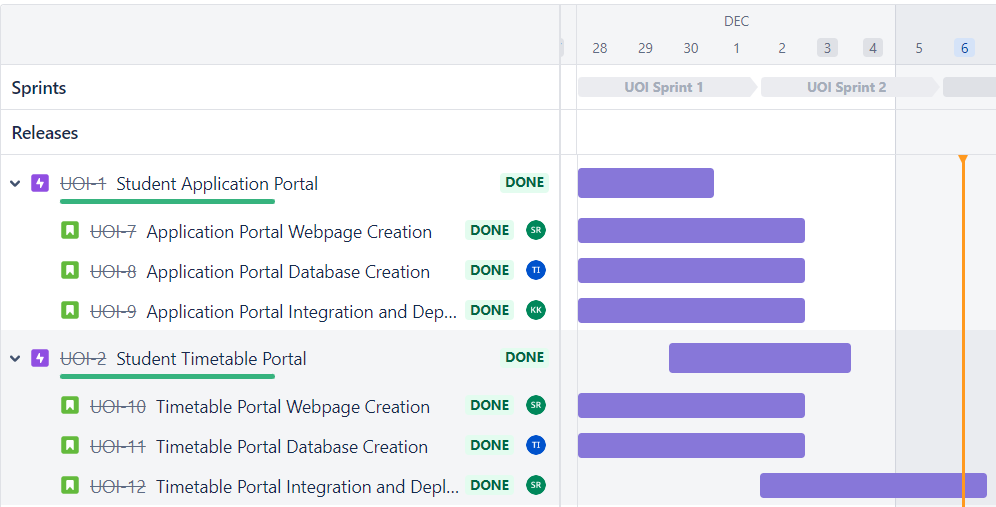 DEC
28 29 30 1 2 3 4 5 6
Sprints UOI Sprint 1 UOI Sprint 2
Releases
UOI-1 Student Application Portal DONE
UOI-7 Application Portal Webpage Creation DONE SR
UOI-8 Application Portal Database Creation DONE TI
UOI-9 Application Portal Integration and Dep... DONE KK
UOI-2 Student Timetable Portal DONE
UOI-10 Timetable Portal Webpage Creation DONE SR
UOI-11 Timetable Portal Database Creation DONE TI
UOI-12 Timetable Portal Integration and Depl... DONE SR